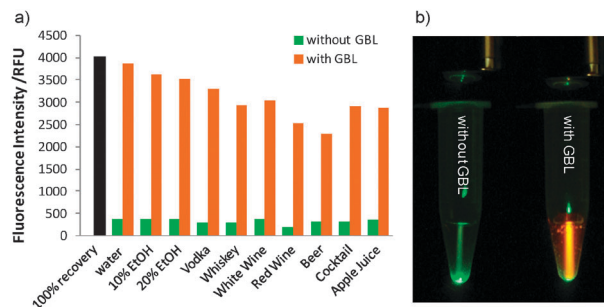 a)
b)
Fluorescence Intensity /RFU
4500
4000
3500
3000
2500
2000
1500
1000
500
0
without GBL
with GBL
100% recovery
water
10% EtOH
20% EtOH
Vodka
Whiskey
White Wine
Red Wine
Beer
Cocktail
Apple Juice
without GBL
with GBL